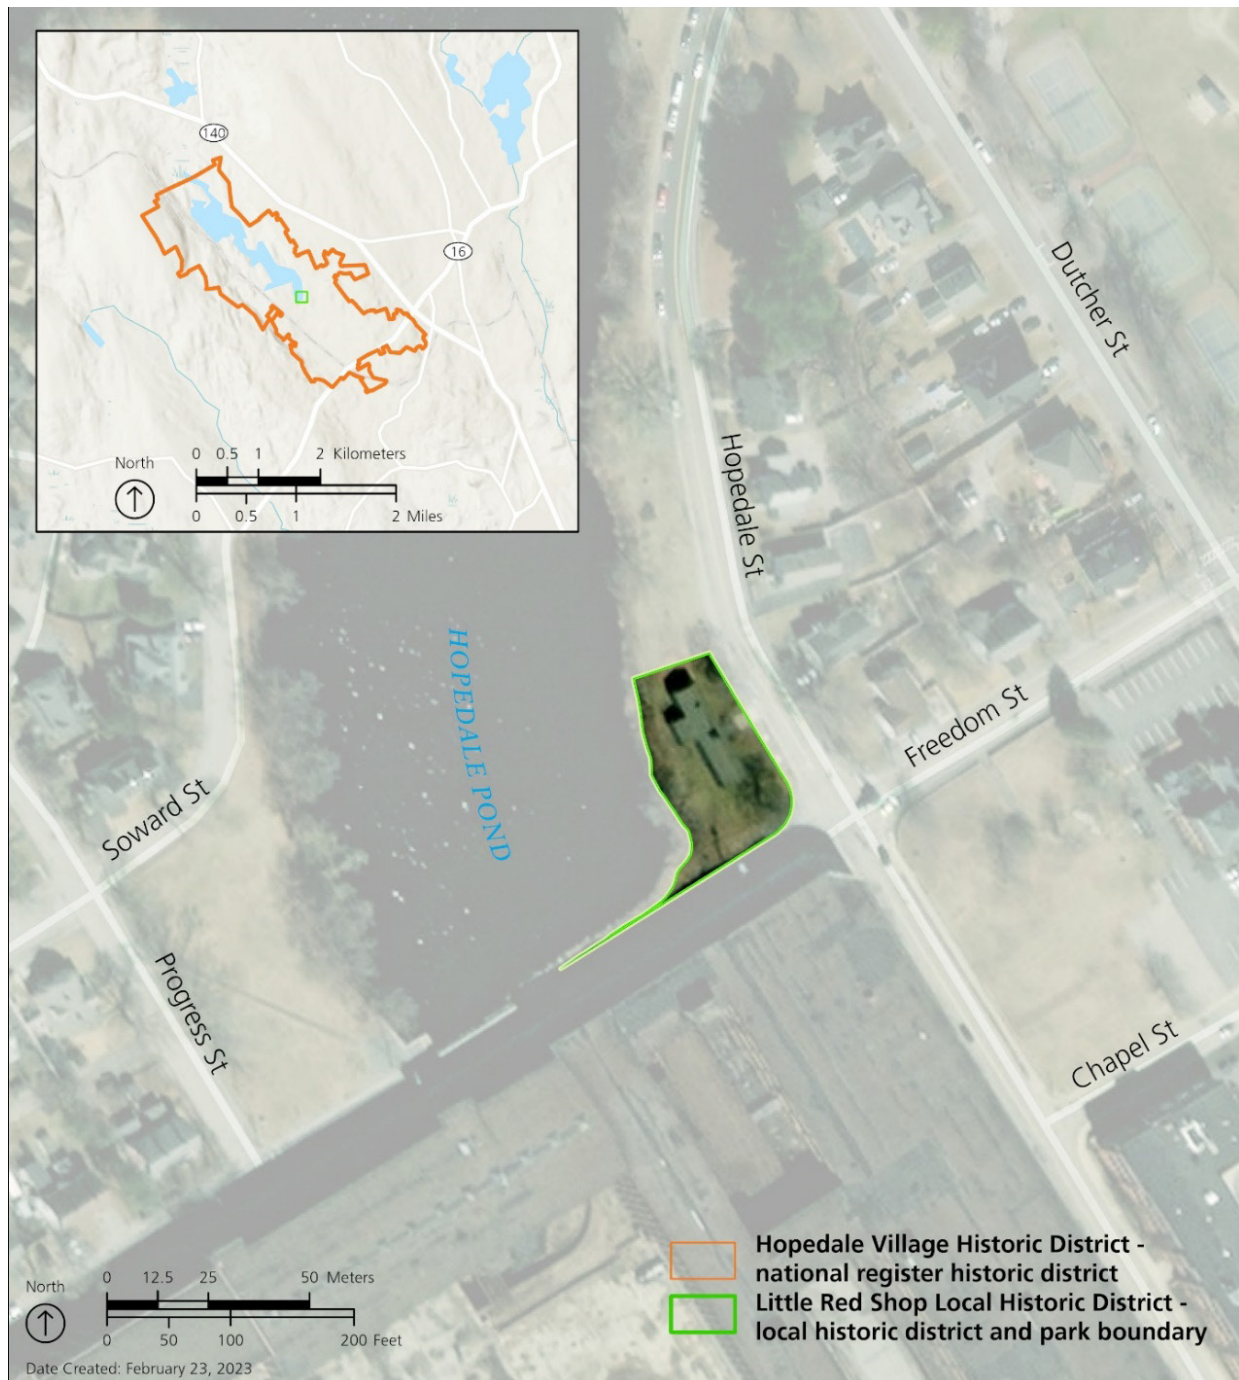 140
16
North
0 0.5 1 2 Kilometers
0 0.5 1 2 Miles
Dutcher St
Hopedale St
HOPEDALE POND
Freedom St
Soward St
Progress St
Chapel St
Hopedale Village Historic District -
national register historic district
Little Red Shop Local Historic District -
local historic district and park boundary
North
0 12.5 25 50 Meters
0 50 100 200 Feet
Date Created: February 23, 2023